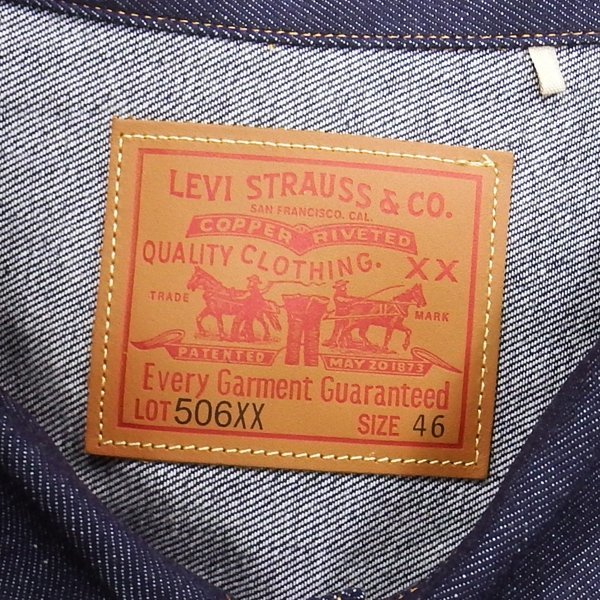 LEVI STRAUSS & CO.
SAN FRANCISCO. CAL.
COPPER RIVETED
QUALITY CLOTHING. XX
TRADE MARK
PATENTED MAY 20 1873
Every Garment Guaranteed
LOT 506XX SIZE 46